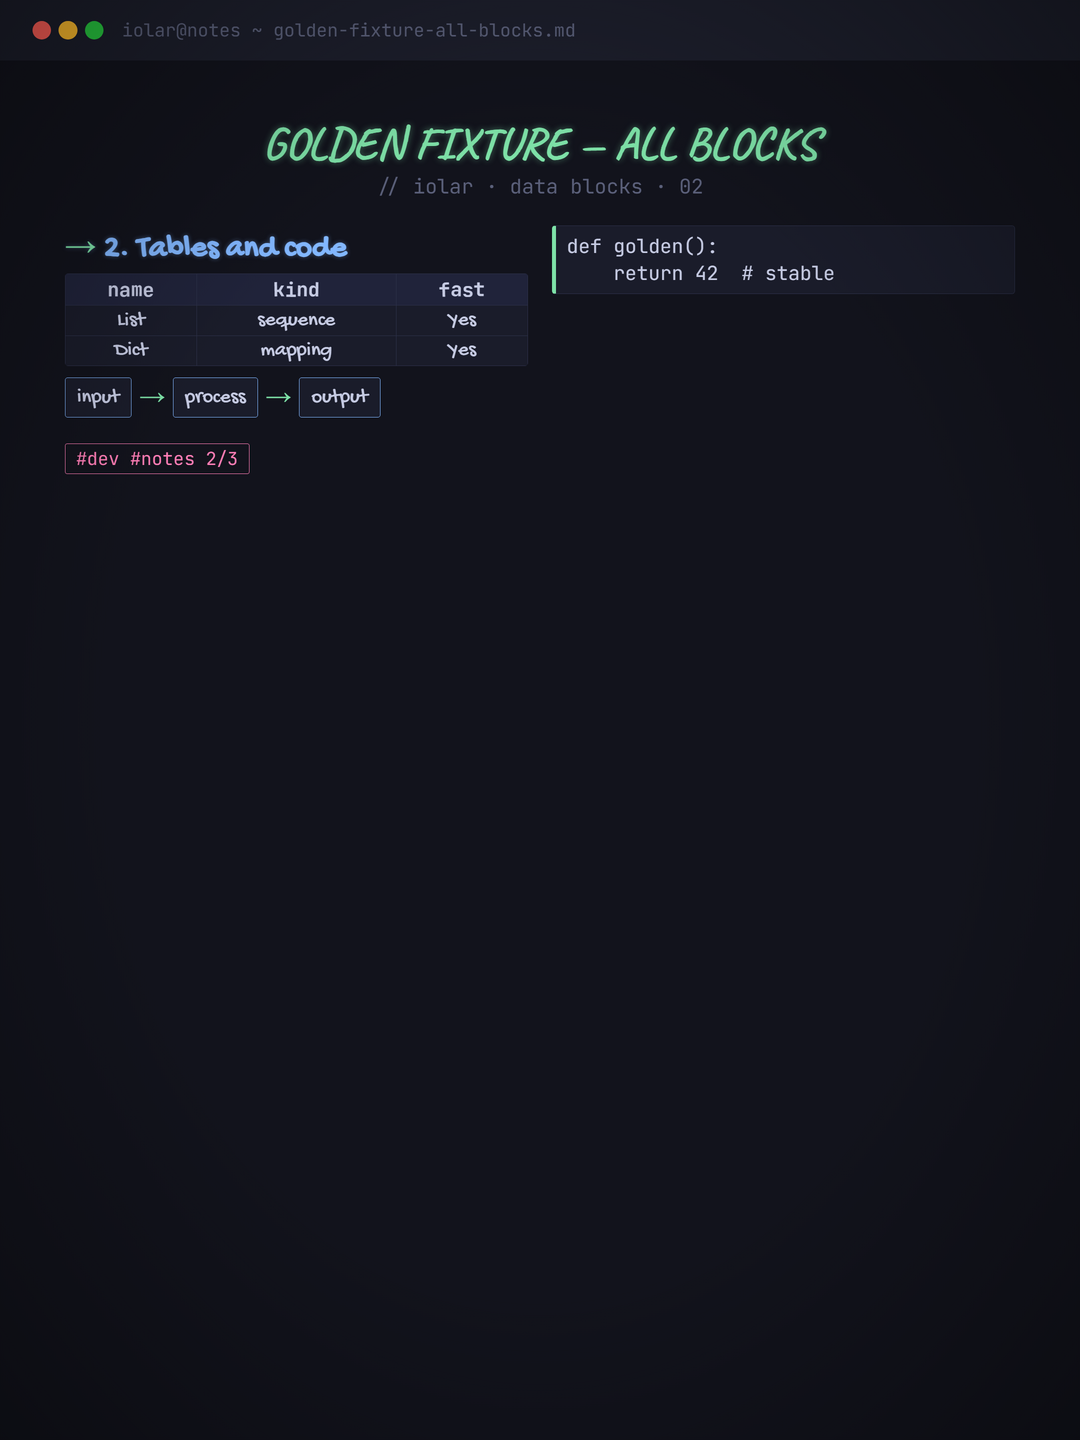 iolar@notes ~ golden-fixture-all-blocks.md
GOLDEN FIXTURE — ALL BLOCKS
// iolar · data blocks · 02
→ 2. Tables and code
name kind fast
List sequence Yes
Dict mapping Yes
input → process → output
#dev #notes 2/3
def golden():
    return 42  # stable